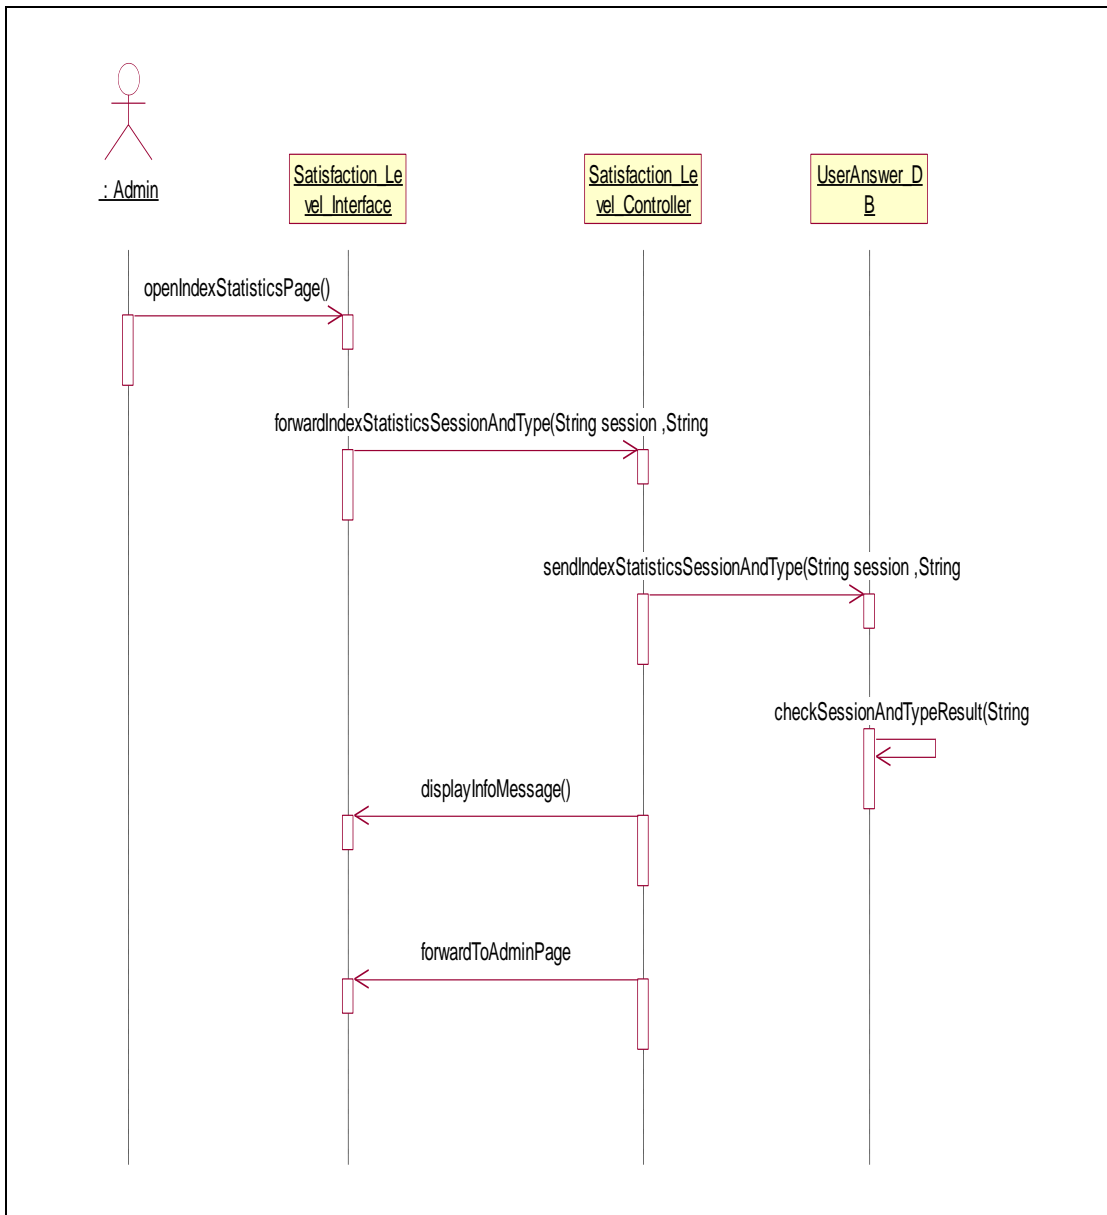 : Admin
Satisfaction_Le
vel_Interface
Satisfaction_Le
vel_Controller
UserAnswer_D
B
openIndexStatisticsPage()
forwardIndexStatisticsSessionAndType(String session ,String
sendIndexStatisticsSessionAndType(String session ,String
checkSessionAndTypeResult(String
displayInfoMessage()
forwardToAdminPage